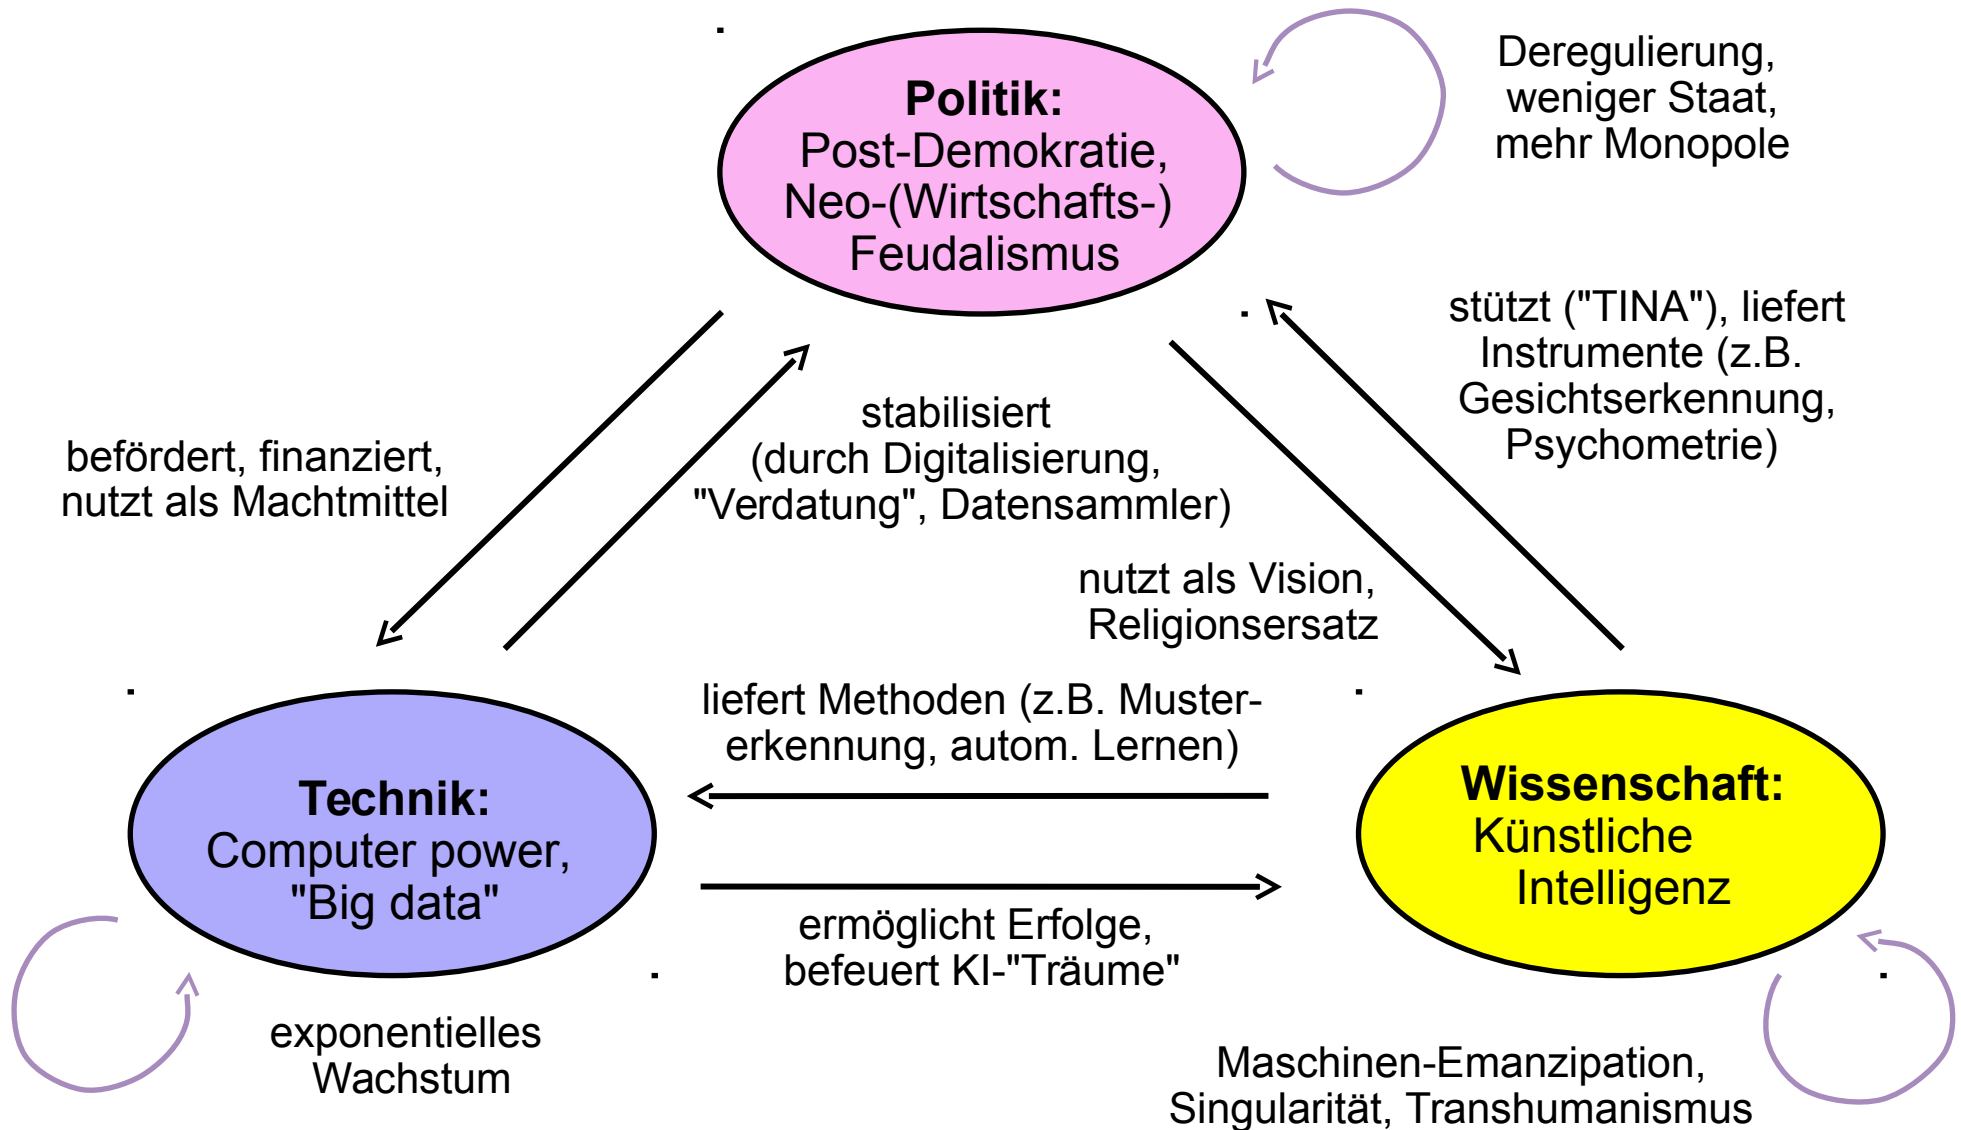 Politik:
Post-Demokratie,
Neo-(Wirtschafts-)
Feudalismus
Deregulierung,
weniger Staat,
mehr Monopole
stützt ("TINA"), liefert
Instrumente (z.B.
Gesichtserkennung,
Psychometrie)
befördert, finanziert,
nutzt als Machtmittel
stabilisiert
(durch Digitalisierung,
"Verdatung", Datensammler)
nutzt als Vision,
Religionsersatz
liefert Methoden (z.B. Muster-
erkennung, autom. Lernen)
Technik:
Computer power,
"Big data"
Wissenschaft:
Künstliche
Intelligenz
ermöglicht Erfolge,
befeuert KI-"Träume"
exponentielles
Wachstum
Maschinen-Emanzipation,
Singularität, Transhumanismus